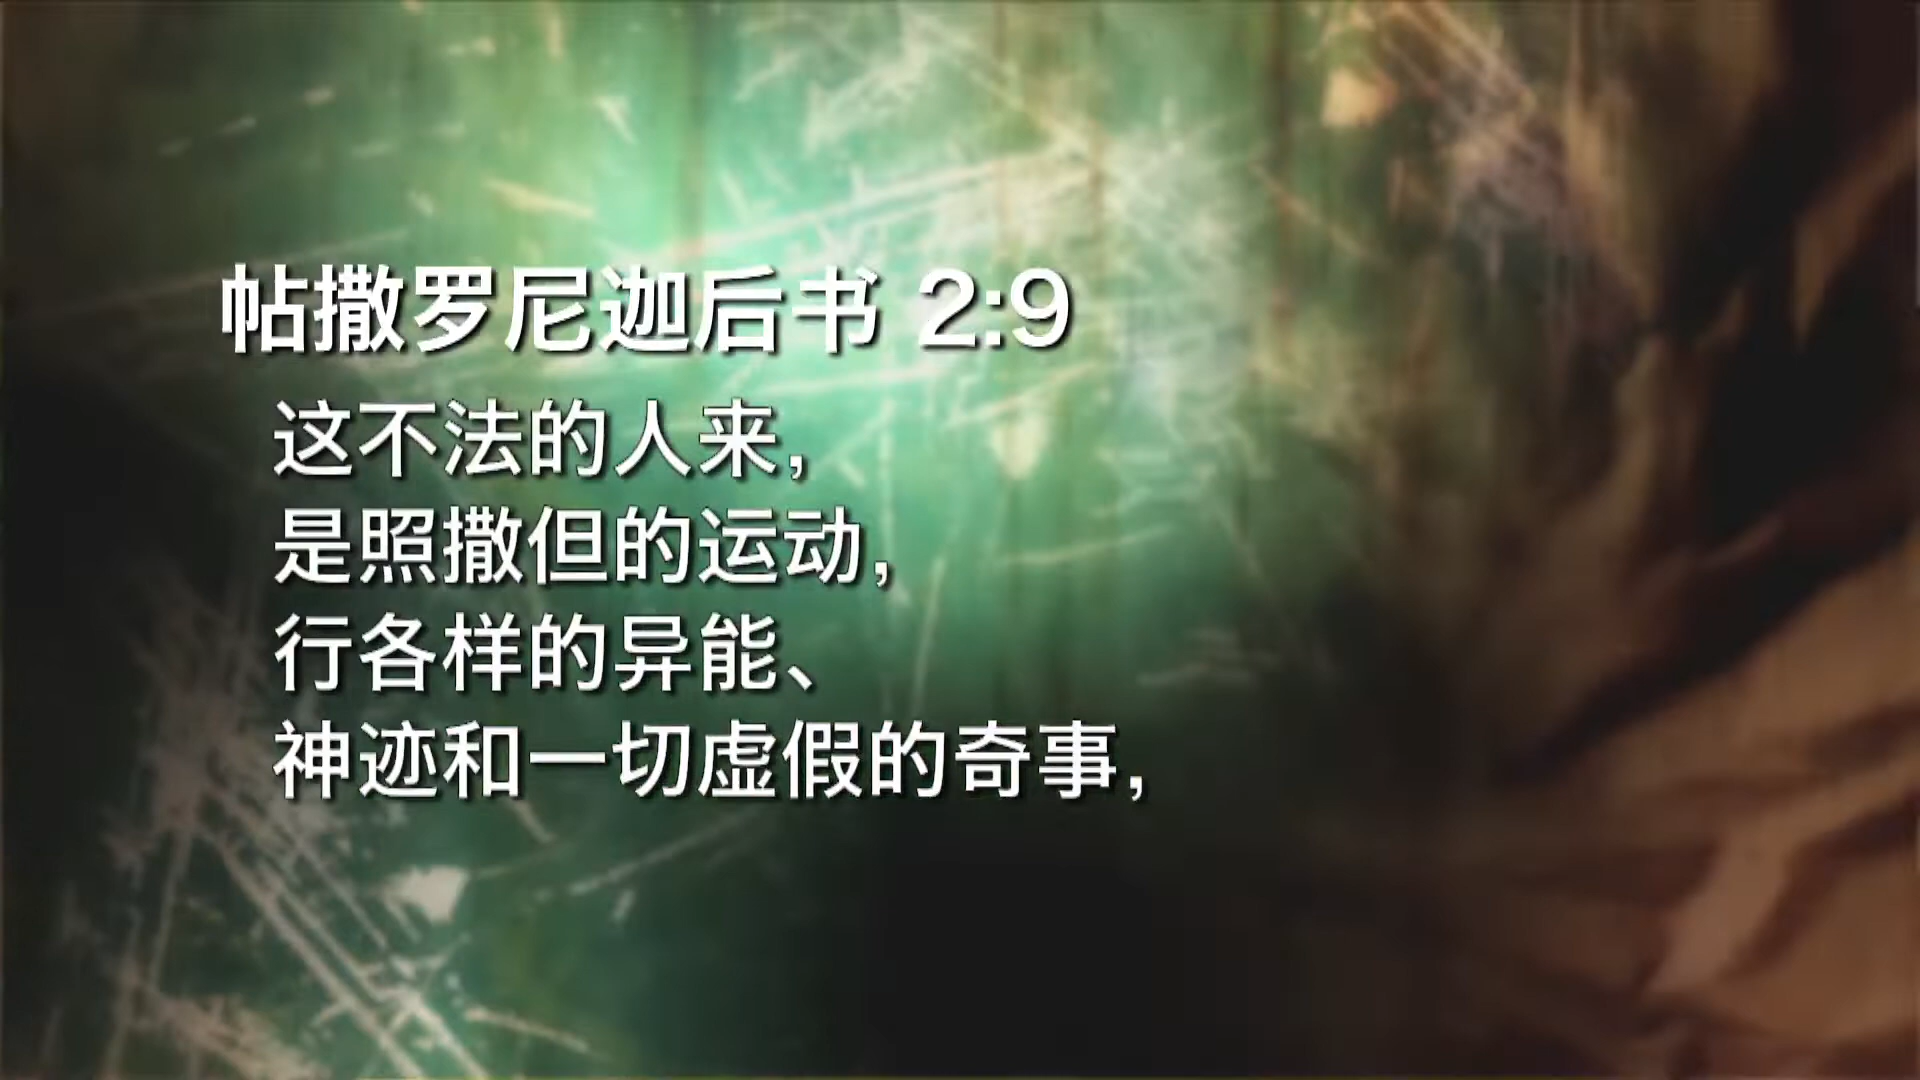 帖撒罗尼迦后书 2:9
这不法的人来,
是照撒但的运动,
行各样的异能、
神迹和一切虚假的奇事,